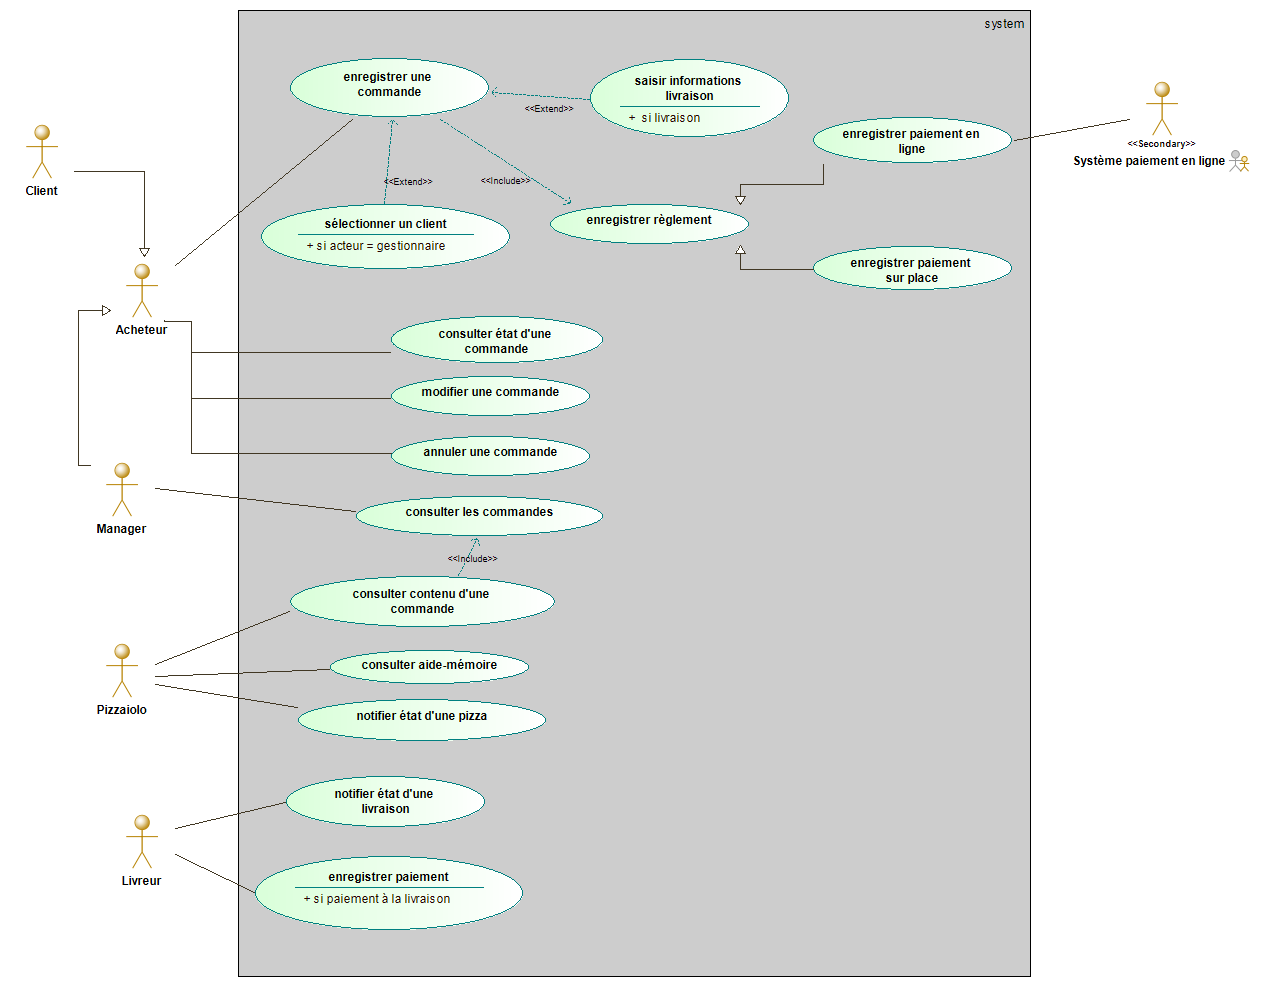 system
enregistrer une
commande
saisir informations
livraison
+ si livraison
<<Extend>>
enregistrer paiement en
ligne
<<Secondary>>
Système paiement en ligne
Client
<<Extend>>
<<Include>>
sélectionner un client
+ si acteur = gestionnaire
enregistrer règlement
enregistrer paiement
sur place
Acheteur
consulter état d'une
commande
modifier une commande
annuler une commande
Manager
consulter les commandes
<<Include>>
consulter contenu d'une
commande
Pizzaiolo
consulter aide-mémoire
notifier état d'une pizza
notifier état d'une
livraison
Livreur
enregistrer paiement
+ si paiement à la livraison